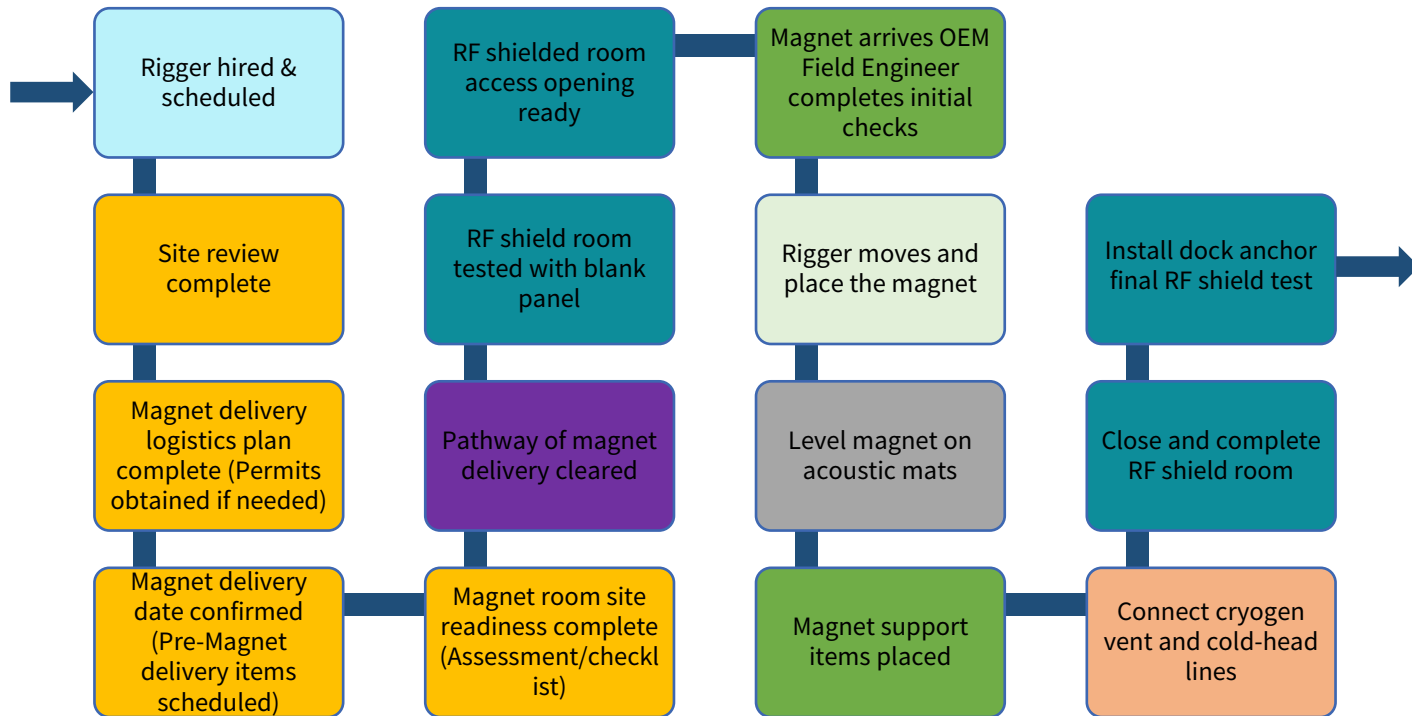 Rigger hired &
scheduled
Site review
complete
Magnet delivery
logistics plan
complete (Permits
obtained if needed)
Magnet delivery
date confirmed
(Pre-Magnet
delivery items
scheduled)
Magnet room site
readiness complete
(Assessment/checkl
ist)
Pathway of magnet
delivery cleared
RF shield room
tested with blank
panel
RF shielded room
access opening
ready
Magnet arrives OEM
Field Engineer
completes initial
checks
Rigger moves and
place the magnet
Level magnet on
acoustic mats
Magnet support
items placed
Connect cryogen
vent and cold-head
lines
Close and complete
RF shield room
Install dock anchor
final RF shield test